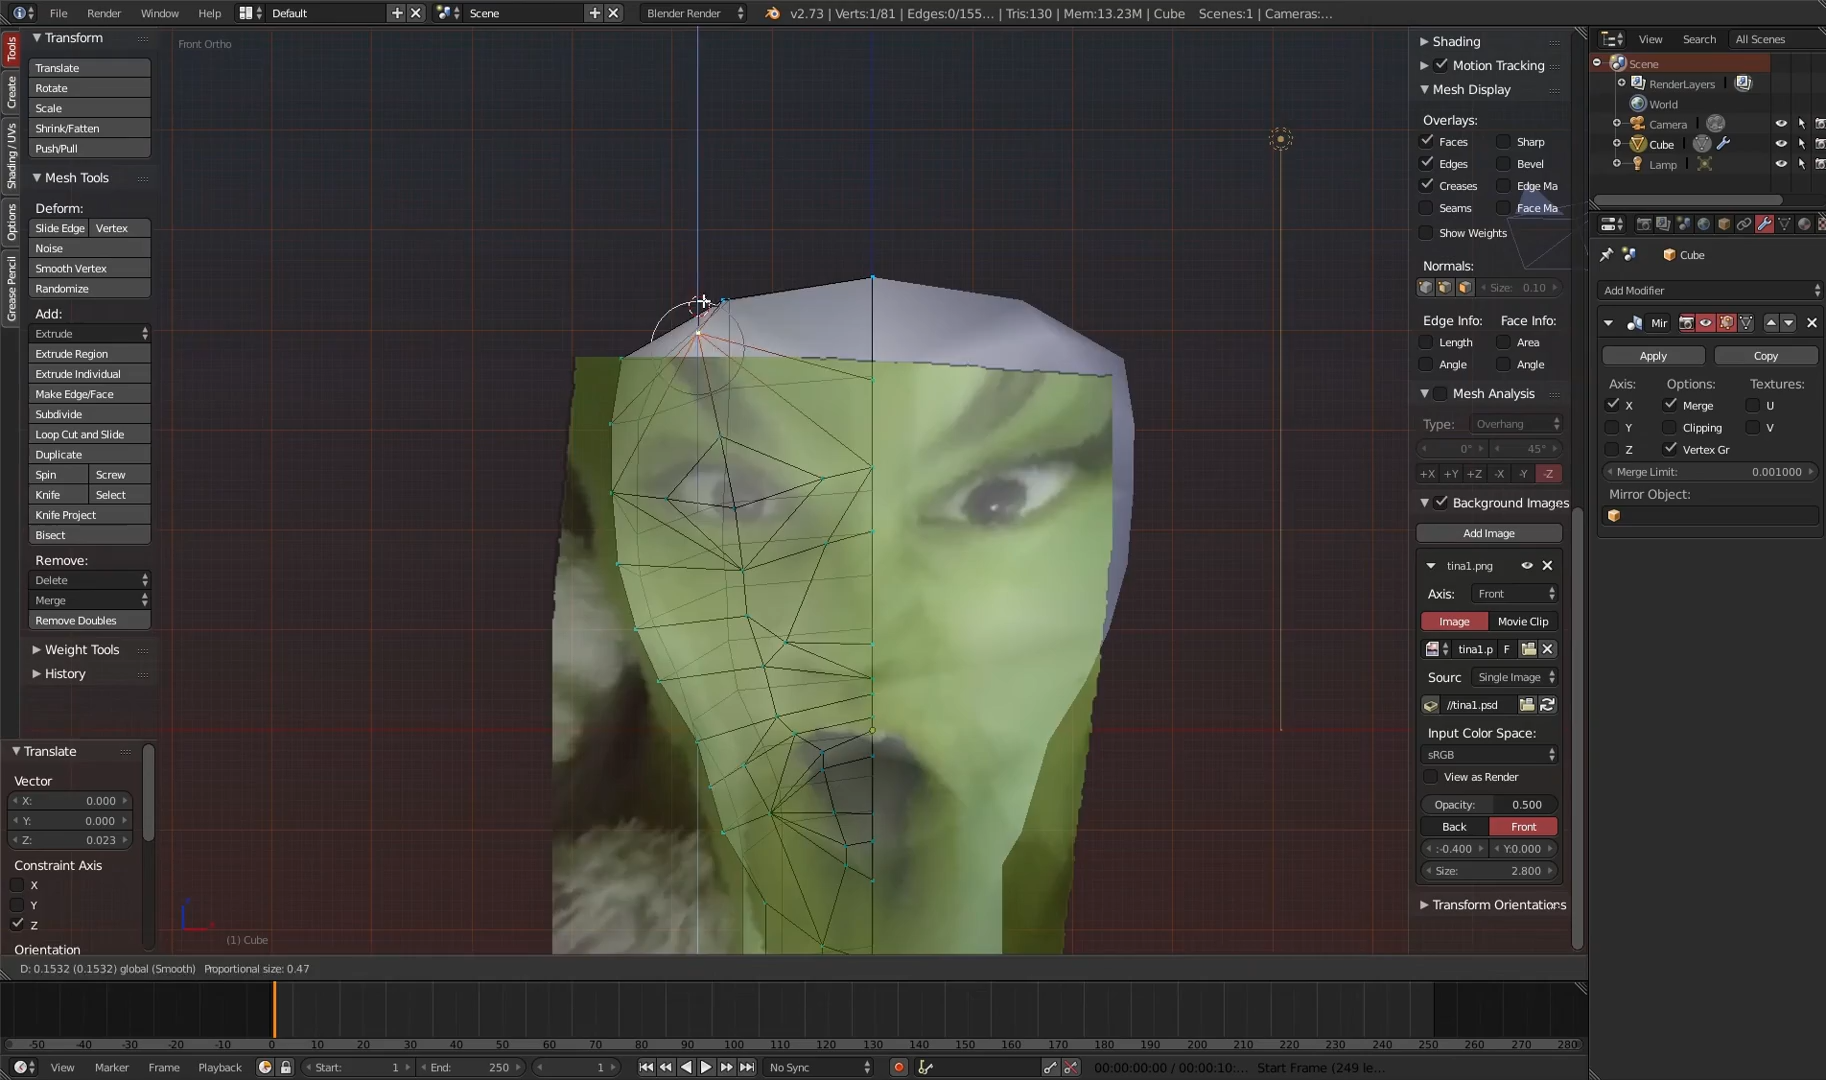 File Render Window Help Default Scene Blender Render v2.73 | Verts:1/81 | Edges:0/155... | Tris:130 | Mem:13.23M | Cube Scenes:1 | Cameras:...
Tools
Create
Shading / UVs
Options
Grease Pencil
Transform
Translate
Rotate
Scale
Shrink/Fatten
Push/Pull
Mesh Tools
Deform:
Slide Edge Vertex
Noise
Smooth Vertex
Randomize
Add:
Extrude
Extrude Region
Extrude Individual
Make Edge/Face
Subdivide
Loop Cut and Slide
Duplicate
Spin Screw
Knife Select
Knife Project
Bisect
Remove:
Delete
Merge
Remove Doubles
Weight Tools
History
Translate
Vector
X: 0.000
Y: 0.000
Z: 0.023
Constraint Axis
X
Y
Z
Orientation
Front Ortho
(1) Cube
D: 0.1532 (0.1532) global (Smooth) Proportional size: 0.47
Shading
Motion Tracking
Mesh Display
Overlays:
Faces Sharp
Edges Bevel
Creases Edge Ma
Seams Face Ma
Show Weights
Normals:
Size: 0.10
Edge Info: Face Info:
Length Area
Angle Angle
Mesh Analysis
Type: Overhang
0° 45°
+X +Y +Z -X -Y -Z
Background Images
Add Image
tina1.png
Axis: Front
Image Movie Clip
tina1.p F
Sourc Single Image
//tina1.psd
Input Color Space:
sRGB
View as Render
Opacity: 0.500
Back Front
:-0.400 Y:0.000
Size: 2.800
Transform Orientations
View Search All Scenes
Scene
RenderLayers
World
Camera
Cube
Lamp
Cube
Add Modifier
Mir
Apply Copy
Axis: Options: Textures:
X Merge U
Y Clipping V
Z Vertex Gr
Merge Limit: 0.001000
Mirror Object:
-50 -40 -30 -20 -10 0 10 20 30 40 50 60 70 80 90 100 110 120 130 140 150 160 170 180 190 200 210 220 230 240 250 260 270 280
View Marker Frame Playback Start: 1 End: 250 1 No Sync 00:00:00:00 / 00:00:10:... Start Frame (249 le...